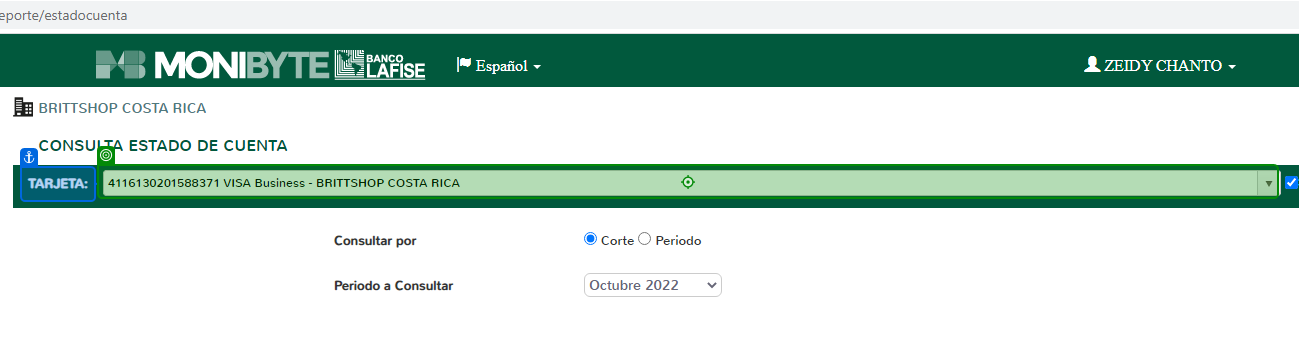 eporte/estadocuenta
MB MONIBYTE BANCO LAFISE Español ZEIDY CHANTO
BRITTSHOP COSTA RICA
CONSULTA ESTADO DE CUENTA
TARJETA: 4116130201588371 VISA Business - BRITTSHOP COSTA RICA
Consultar por Corte Periodo
Periodo a Consultar Octubre 2022